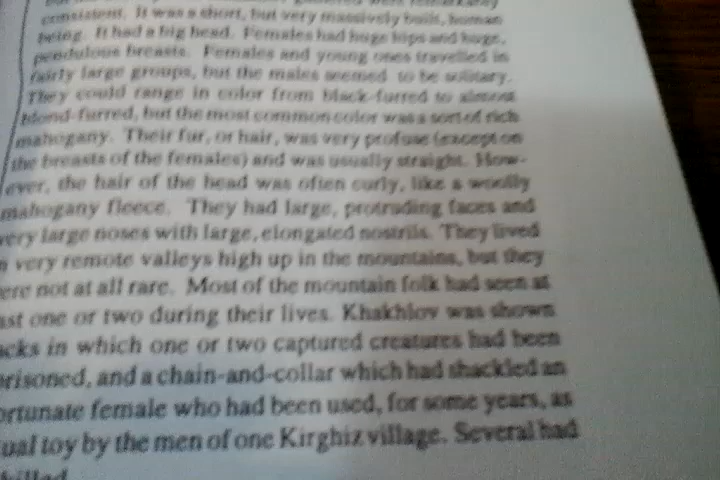 consistent. It was a short, but very massively built, human
being. It had a big head. Females had huge hips and huge,
pendulous breasts. Females and young ones travelled in
fairly large groups, but the males seemed to be solitary.
They could range in color from black-furred to almost
blond-furred, but the most common color was a sort of rich
mahogany. Their fur, or hair, was very profuse (except on
the breasts of the females) and was usually straight. How-
ever, the hair of the head was often curly, like a woolly
mahogany fleece. They had large, protruding faces and
very large noses with large, elongated nostrils. They lived
n very remote valleys high up in the mountains, but they
ere not at all rare. Most of the mountain folk had seen at
ast one or two during their lives. Khakhlov was shown
acks in which one or two captured creatures had been
prisoned, and a chain-and-collar which had shackled an
ortunate female who had been used, for some years, as
ual toy by the men of one Kirghiz village. Several had
killed